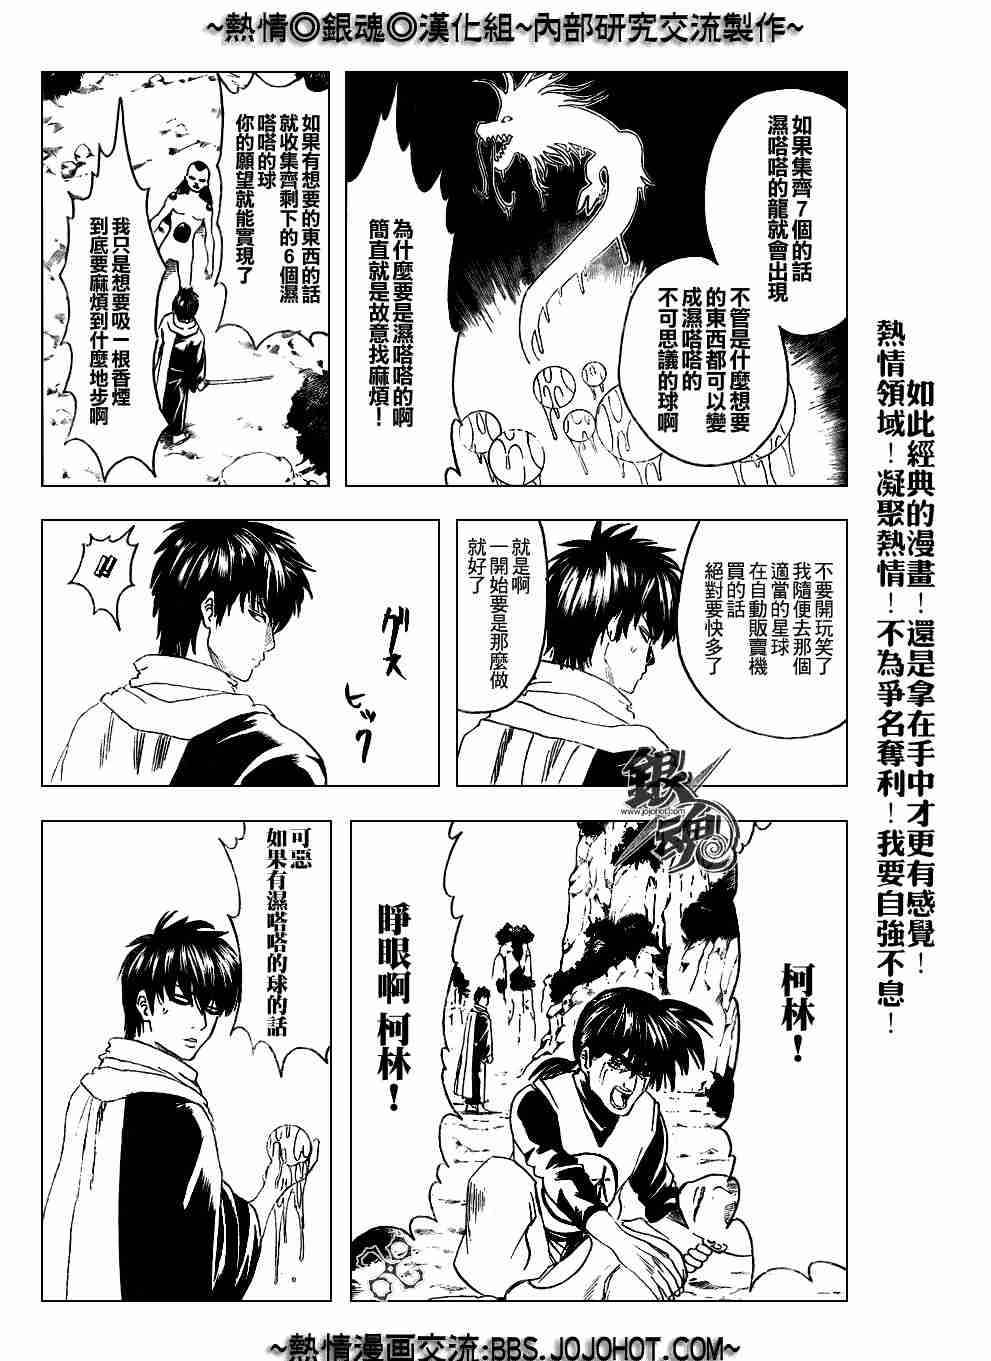 ~熱情◎銀魂◎漢化組~內部研究交流製作~
如果集齊7個的話
濕嗒嗒的龍就會出現
不管是什麼想要
的東西都可以變
成濕嗒嗒的
不可思議的球啊
為什麼要是濕嗒嗒的啊
簡直就是故意找麻煩！
如果有想要的東西的話
就收集齊剩下的6個濕
嗒嗒的球
你的願望就能實現了
我只是想要吸一根香煙
到底要麻煩到什麼地步啊
不要開玩笑了
我隨便去那個
適當的星球
在自動販賣機
買的話
絕對要快多了
就是啊
一開始要是那麼做
就好了
グス
ヒック
!!
柯林！
睜眼啊 柯林！
可惡
如果有濕嗒嗒的球的話
如此經典的漫畫！還是拿在手中才更有感覺！
熱情領域！凝聚熱情！不為爭名奪利！我要自強不息！
銀魂
www.jojohot.com
~熱情漫画交流:BBS.JOJOHOT.COM~